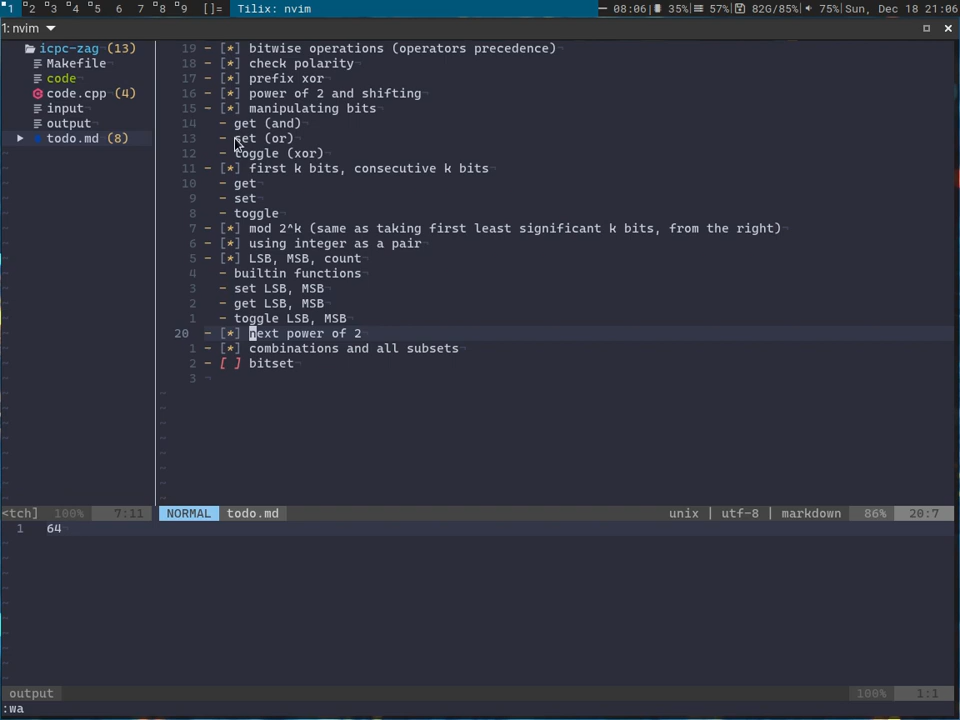 1 2 3 4 5 6 7 8 9 []= Tilix: nvim — 08:06| 35%| 57%| 82G/85%| 75%|Sun, Dec 18 21:06
1: nvim
icpc-zag (13)
Makefile
code
code.cpp (4)
input
output
todo.md (8)
19 - [*] bitwise operations (operators precedence)
18 - [*] check polarity
17 - [*] prefix xor
16 - [*] power of 2 and shifting
15 - [*] manipulating bits
14 - get (and)
13 - set (or)
12 - toggle (xor)
11 - [*] first k bits, consecutive k bits
10 - get
9 - set
8 - toggle
7 - [*] mod 2^k (same as taking first least significant k bits, from the right)
6 - [*] using integer as a pair
5 - [*] LSB, MSB, count
4 - builtin functions
3 - set LSB, MSB
2 - get LSB, MSB
1 - toggle LSB, MSB
20 - [*] next power of 2
1 - [*] combinations and all subsets
2 - [ ] bitset
3
<tch] 100% 7:11 NORMAL todo.md unix | utf-8 | markdown 86% 20:7
1 64
output 100% 1:1
:wa